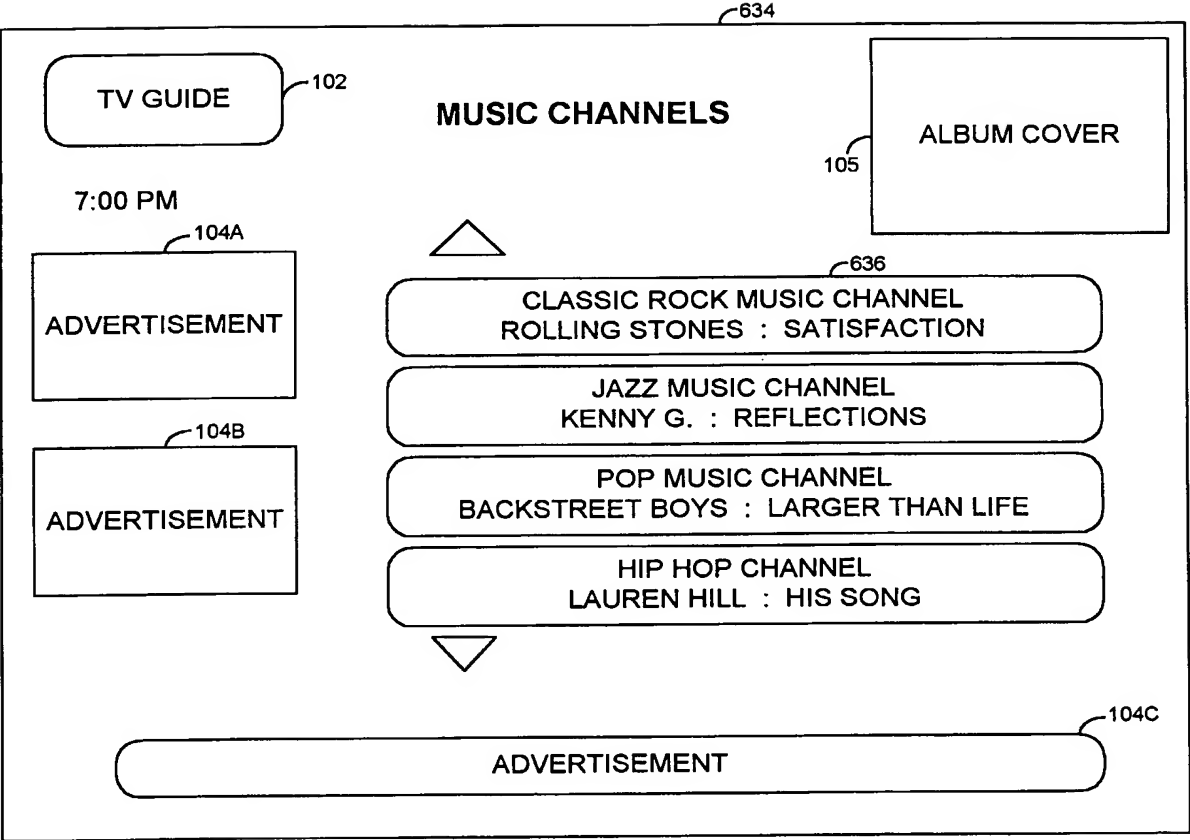 634
TV GUIDE
102
MUSIC CHANNELS
ALBUM COVER
105
7:00 PM
104A
ADVERTISEMENT
636
CLASSIC ROCK MUSIC CHANNEL
ROLLING STONES : SATISFACTION
JAZZ MUSIC CHANNEL
KENNY G. : REFLECTIONS
104B
ADVERTISEMENT
POP MUSIC CHANNEL
BACKSTREET BOYS : LARGER THAN LIFE
HIP HOP CHANNEL
LAUREN HILL : HIS SONG
104C
ADVERTISEMENT